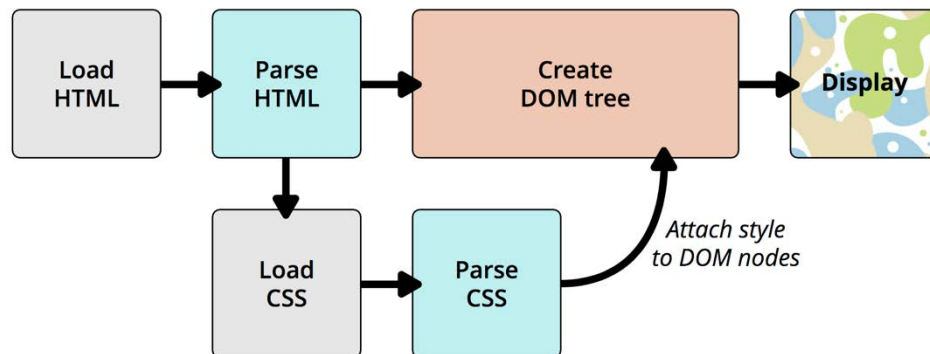 Load
HTML
Parse
HTML
Create
DOM tree
Display
Load
CSS
Parse
CSS
Attach style
to DOM nodes